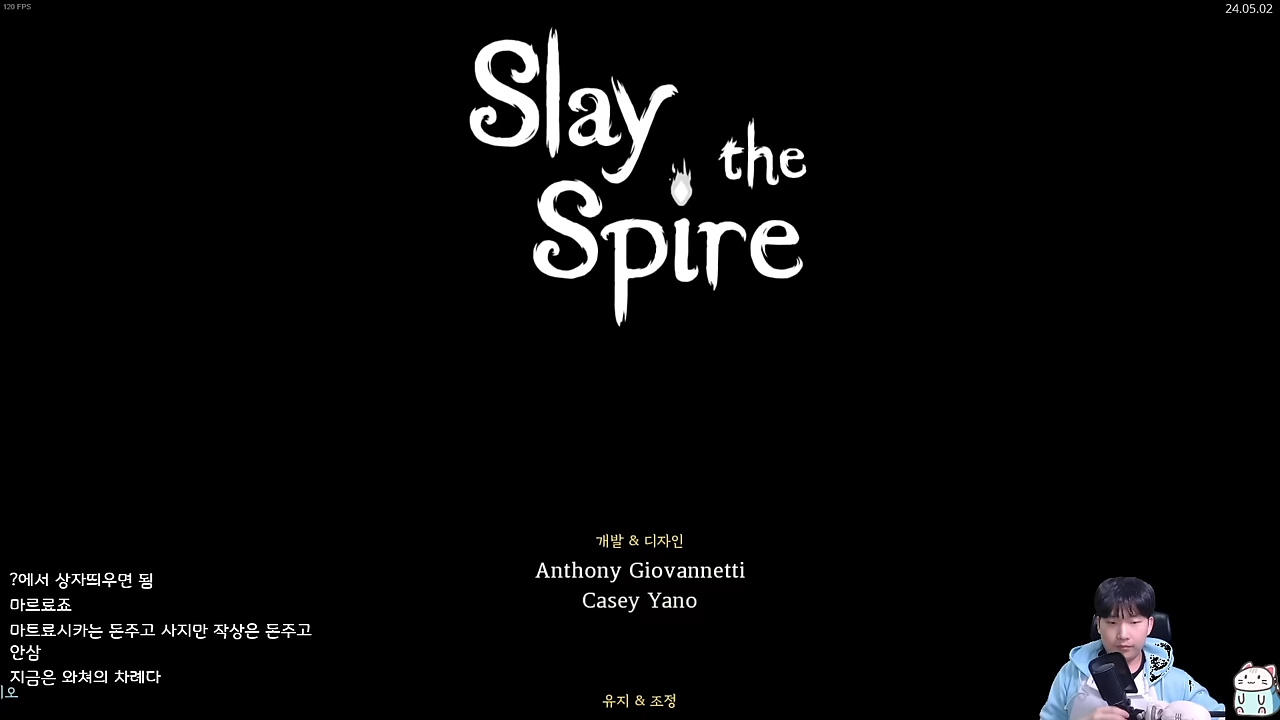 120 FPS
24.05.02
Slay
the
Spire
개발 & 디자인
Anthony Giovannetti
Casey Yano
?에서 상자띄우면 됨
마르료죠
마트료시카는 돈주고 사지만 작상은 돈주고
안삼
지금은 와쳐의 차례다
유지 & 조정